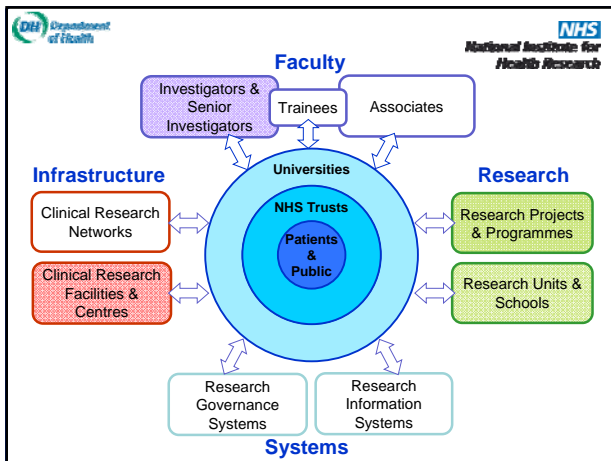 DH Department
of Health
NHS
National Institute for
Health Research
Faculty
Investigators &
Senior
Investigators
Trainees
Associates
Infrastructure
Research
Universities
NHS Trusts
Patients
&
Public
Clinical Research
Networks
Clinical Research
Facilities &
Centres
Research Projects
& Programmes
Research Units &
Schools
Research
Governance
Systems
Research
Information
Systems
Systems